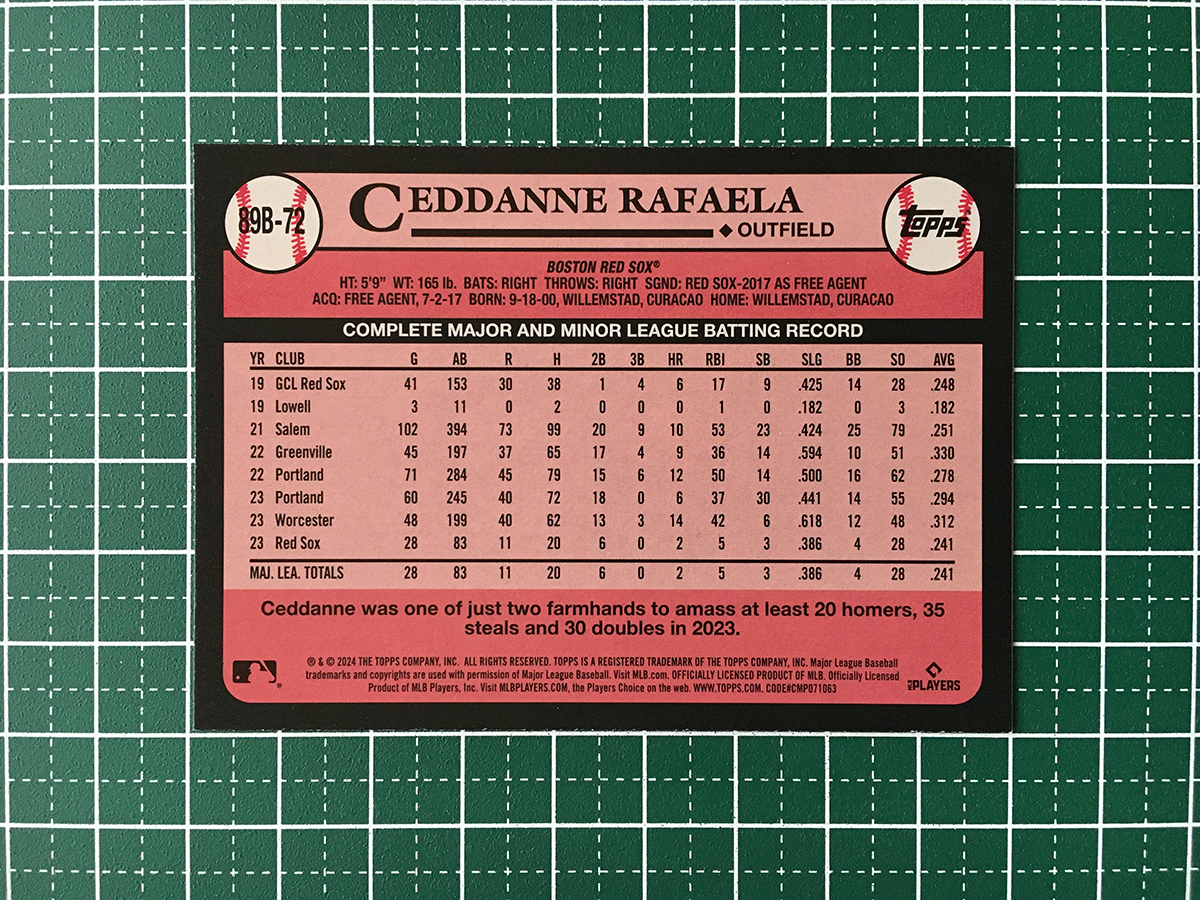 89B-72
CEDDANNE RAFAELA
◆ OUTFIELD
TOPPS
BOSTON RED SOX®
HT: 5'9" WT: 165 lb. BATS: RIGHT THROWS: RIGHT SGND: RED SOX-2017 AS FREE AGENT
ACQ: FREE AGENT, 7-2-17 BORN: 9-18-00, WILLEMSTAD, CURACAO HOME: WILLEMSTAD, CURACAO
COMPLETE MAJOR AND MINOR LEAGUE BATTING RECORD
YR CLUB G AB R H 2B 3B HR RBI SB SLG BB SO AVG
19 GCL Red Sox 41 153 30 38 1 4 6 17 9 .425 14 28 .248
19 Lowell 3 11 0 2 0 0 0 1 0 .182 0 3 .182
21 Salem 102 394 73 99 20 9 10 53 23 .424 25 79 .251
22 Greenville 45 197 37 65 17 4 9 36 14 .594 10 51 .330
22 Portland 71 284 45 79 15 6 12 50 14 .500 16 62 .278
23 Portland 60 245 40 72 18 0 6 37 30 .441 14 55 .294
23 Worcester 48 199 40 62 13 3 14 42 6 .618 12 48 .312
23 Red Sox 28 83 11 20 6 0 2 5 3 .386 4 28 .241
MAJ. LEA. TOTALS 28 83 11 20 6 0 2 5 3 .386 4 28 .241
Ceddanne was one of just two farmhands to amass at least 20 homers, 35
steals and 30 doubles in 2023.
® & © 2024 THE TOPPS COMPANY, INC. ALL RIGHTS RESERVED. TOPPS IS A REGISTERED TRADEMARK OF THE TOPPS COMPANY, INC. Major League Baseball
trademarks and copyrights are used with permission of Major League Baseball. Visit MLB.com. OFFICIALLY LICENSED PRODUCT OF MLB. Officially Licensed
Product of MLB Players, Inc. Visit MLBPLAYERS.COM, the Players Choice on the web. WWW.TOPPS.COM. CODE#CMP071063
MLB PLAYERS